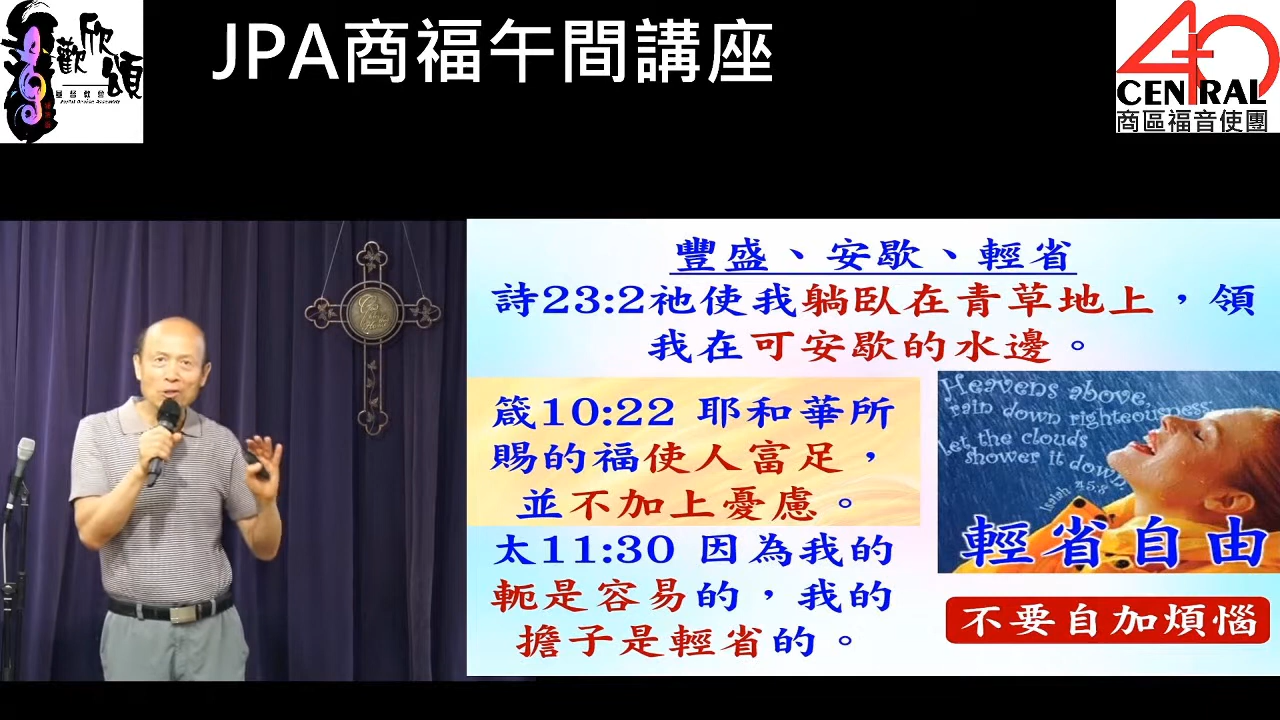 JPA商福午間講座
欣
歡
頌
基督教會
40
CENTRAL
商區福音使團
豐盛、安歇、輕省
詩23:2祂使我躺臥在青草地上，領
我在可安歇的水邊。
箴10:22 耶和華所
賜的福使人富足，
並不加上憂慮。
太11:30 因為我的
軛是容易的，我的
擔子是輕省的。
Heavens above,
rain down righteousness
let the clouds
shower it down.
Isaiah 45:8
輕省自由
不要自加煩惱